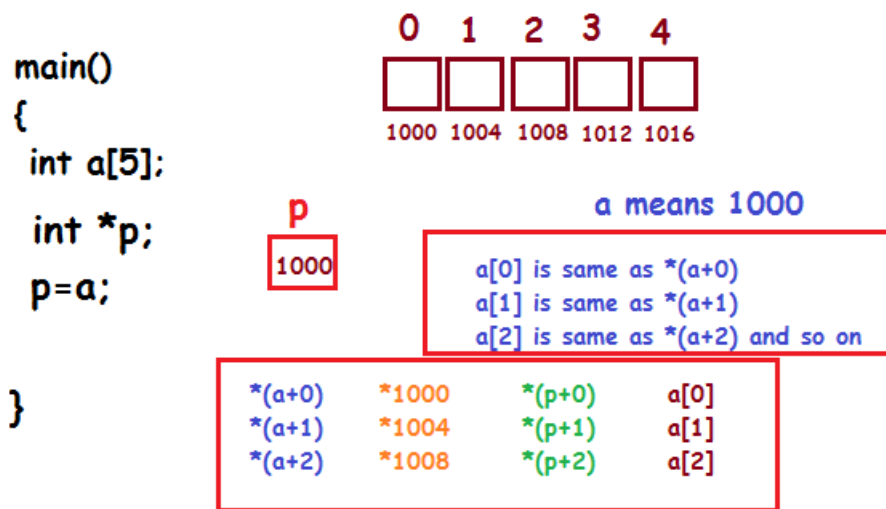 main()
{
int a[5];
int *p;
p=a;
}
0 1 2 3 4
1000 1004 1008 1012 1016
p
1000
a means 1000
a[0] is same as *(a+0)
a[1] is same as *(a+1)
a[2] is same as *(a+2) and so on
*(a+0) *1000 *(p+0) a[0]
*(a+1) *1004 *(p+1) a[1]
*(a+2) *1008 *(p+2) a[2]